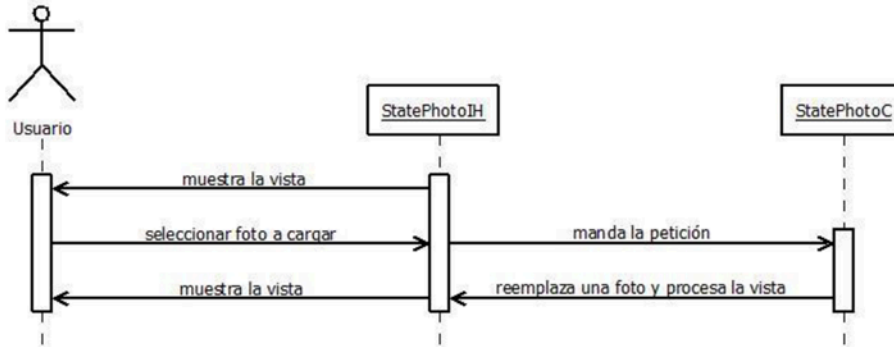 Usuario
StatePhotoIH
StatePhotoC
muestra la vista
seleccionar foto a cargar
manda la petición
muestra la vista
reemplaza una foto y procesa la vista